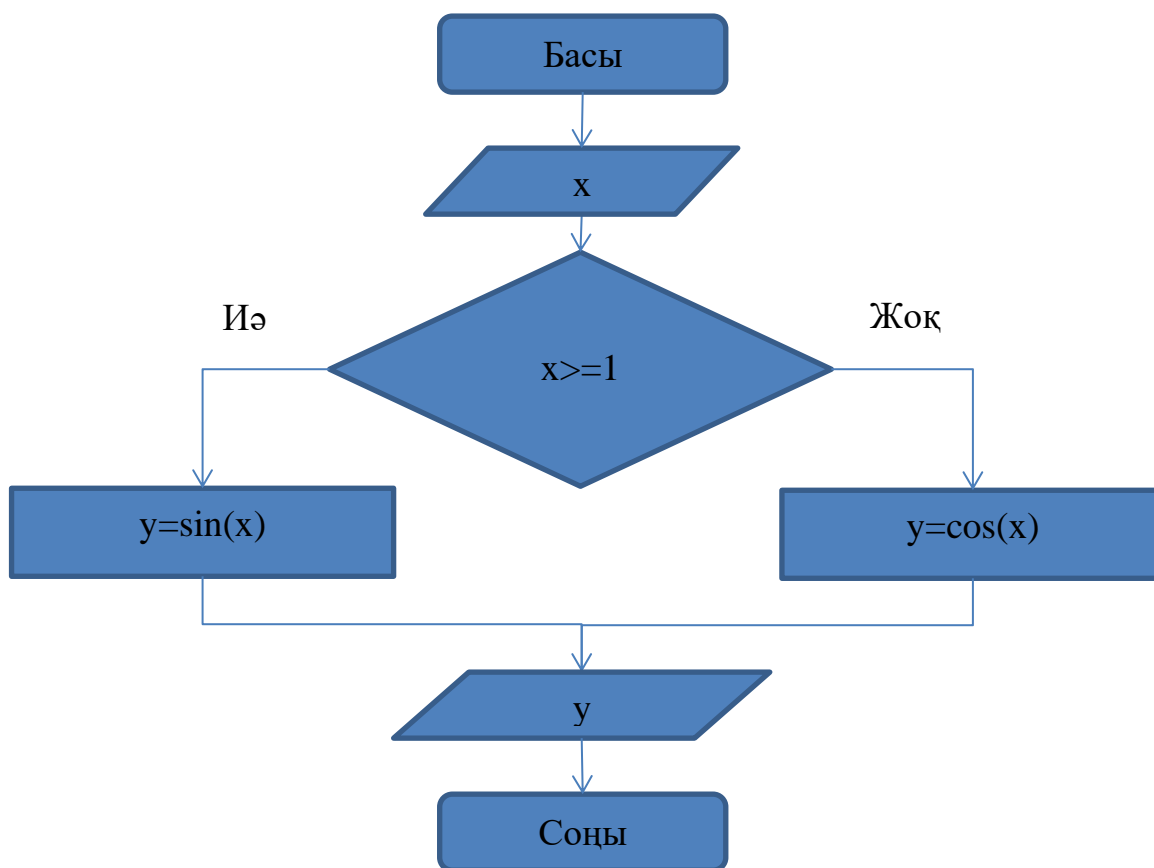 Басы
x
Иә
Жоқ
x>=1
y=sin(x)
y=cos(x)
y
Соңы